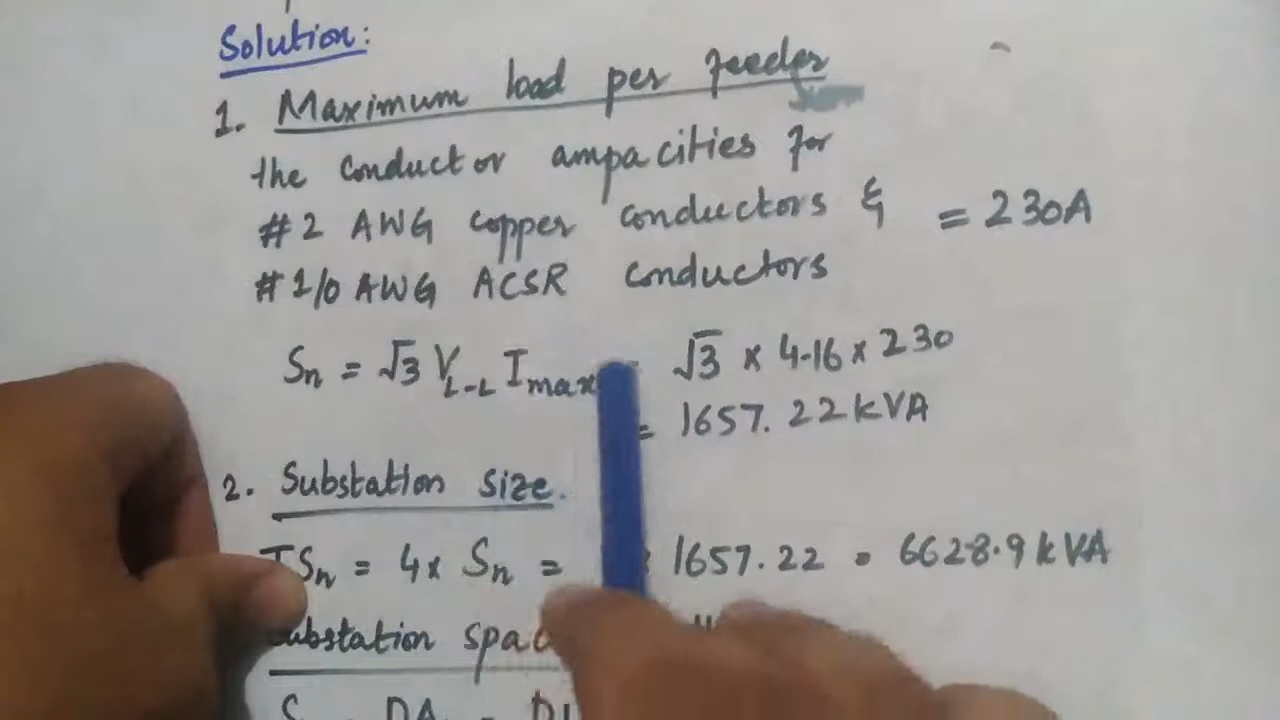 Solution:
1. Maximum load per feeder
the conductor ampacities for
#2 AWG copper conductors & = 230A
#1/0 AWG ACSR conductors
Sn = √3 V L-L I max = √3 × 4.16 × 230
= 1657.22 kVA
2. Substation size.
TSn = 4× Sn = × 1657.22 = 6628.9 kVA